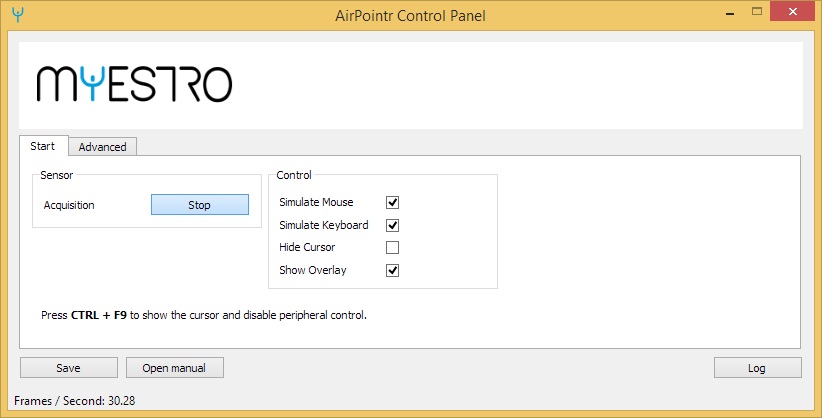 AirPointr Control Panel
MYESTRO
Start Advanced
Sensor
Acquisition Stop
Control
Simulate Mouse
Simulate Keyboard
Hide Cursor
Show Overlay
Press CTRL + F9 to show the cursor and disable peripheral control.
Save Open manual Log
Frames / Second: 30.28